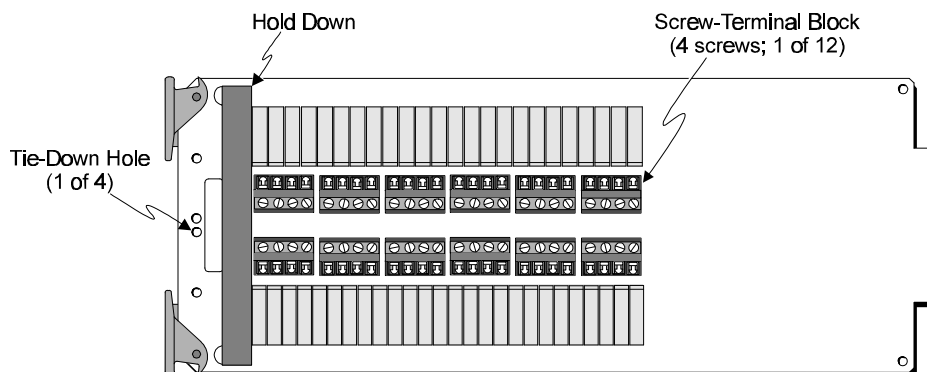 Hold Down
Screw-Terminal Block
(4 screws; 1 of 12)
Tie-Down Hole
(1 of 4)